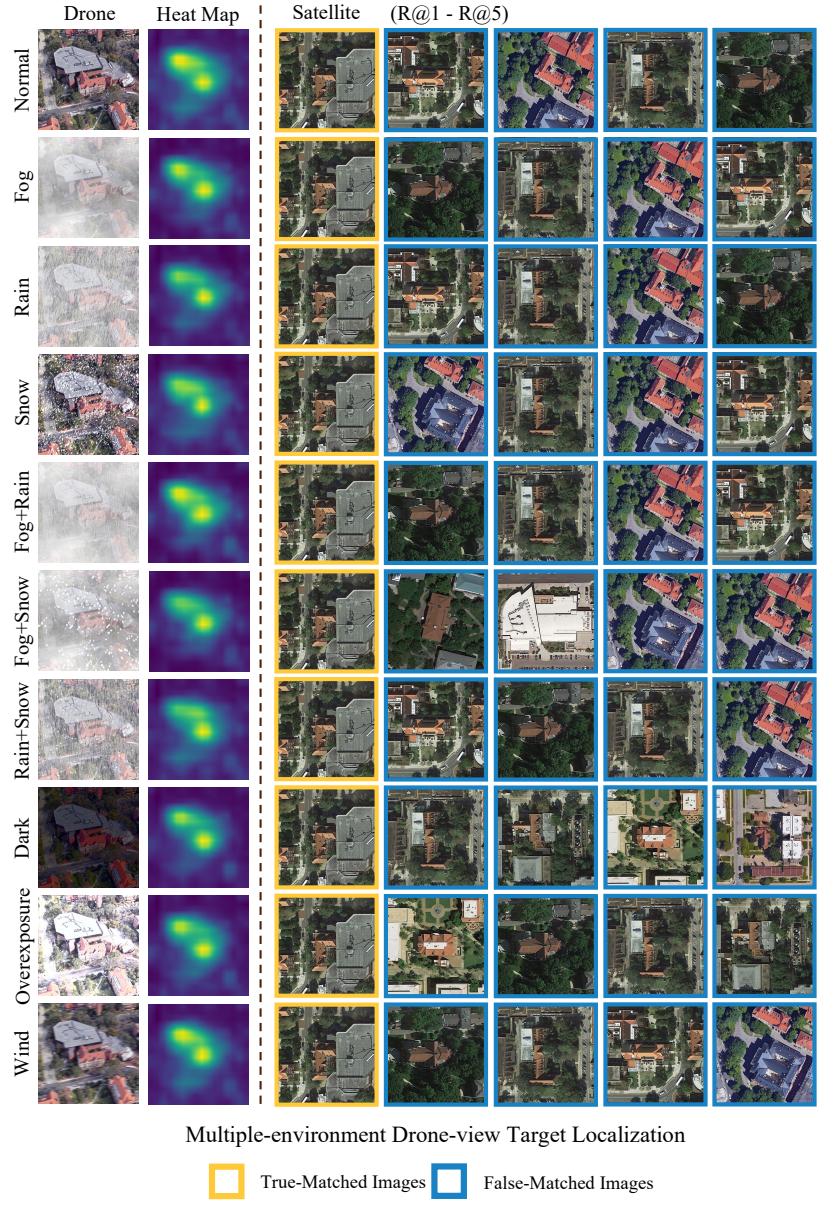 Drone Heat Map Satellite (R@1 - R@5)
Normal
Fog
Rain
Snow
Fog+Rain
Fog+Snow
Rain+Snow
Dark
Overexposure
Wind
Multiple-environment Drone-view Target Localization
True-Matched Images False-Matched Images